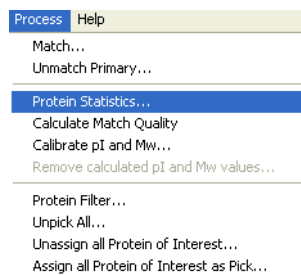 Process Help
Match...
Unmatch Primary...
Protein Statistics...
Calculate Match Quality
Calibrate pI and Mw...
Remove calculated pI and Mw values...
Protein Filter...
Unpick All...
Unassign all Protein of Interest...
Assign all Protein of Interest as Pick...